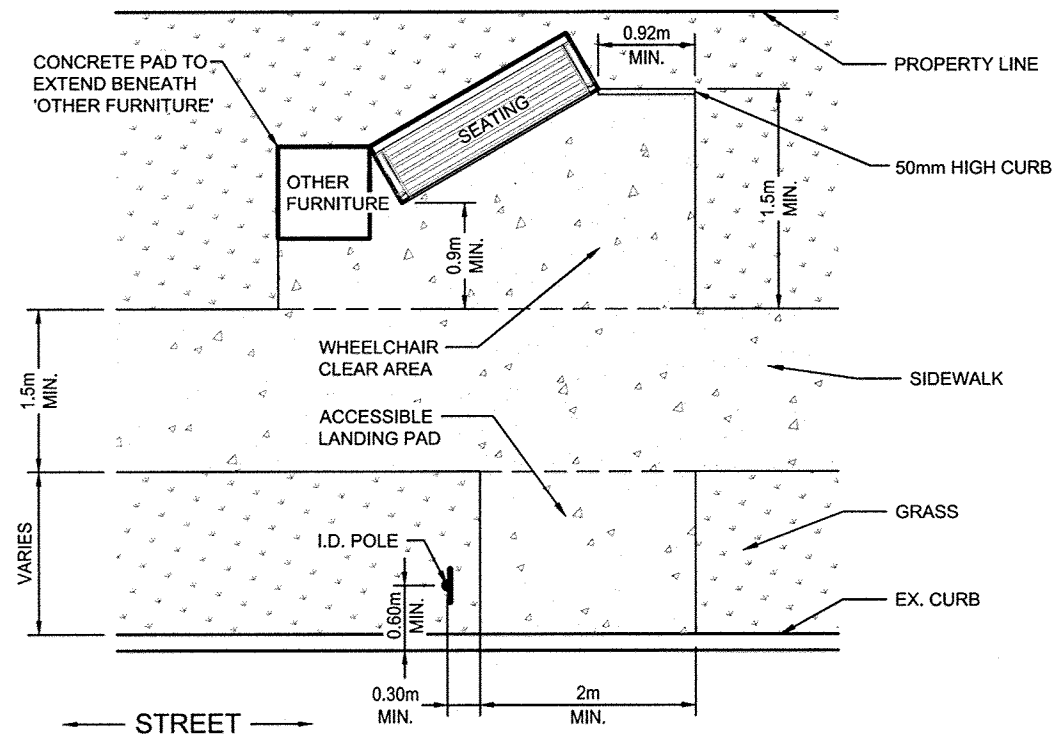 0.92m
MIN.
CONCRETE PAD TO
EXTEND BENEATH
'OTHER FURNITURE'
PROPERTY LINE
SEATING
50mm HIGH CURB
OTHER
FURNITURE
1.5m
MIN.
0.9m
MIN.
WHEELCHAIR
CLEAR AREA
SIDEWALK
1.5m
MIN.
ACCESSIBLE
LANDING PAD
GRASS
VARIES
I.D. POLE
0.60m
MIN.
EX. CURB
0.30m
MIN.
2m
MIN.
STREET